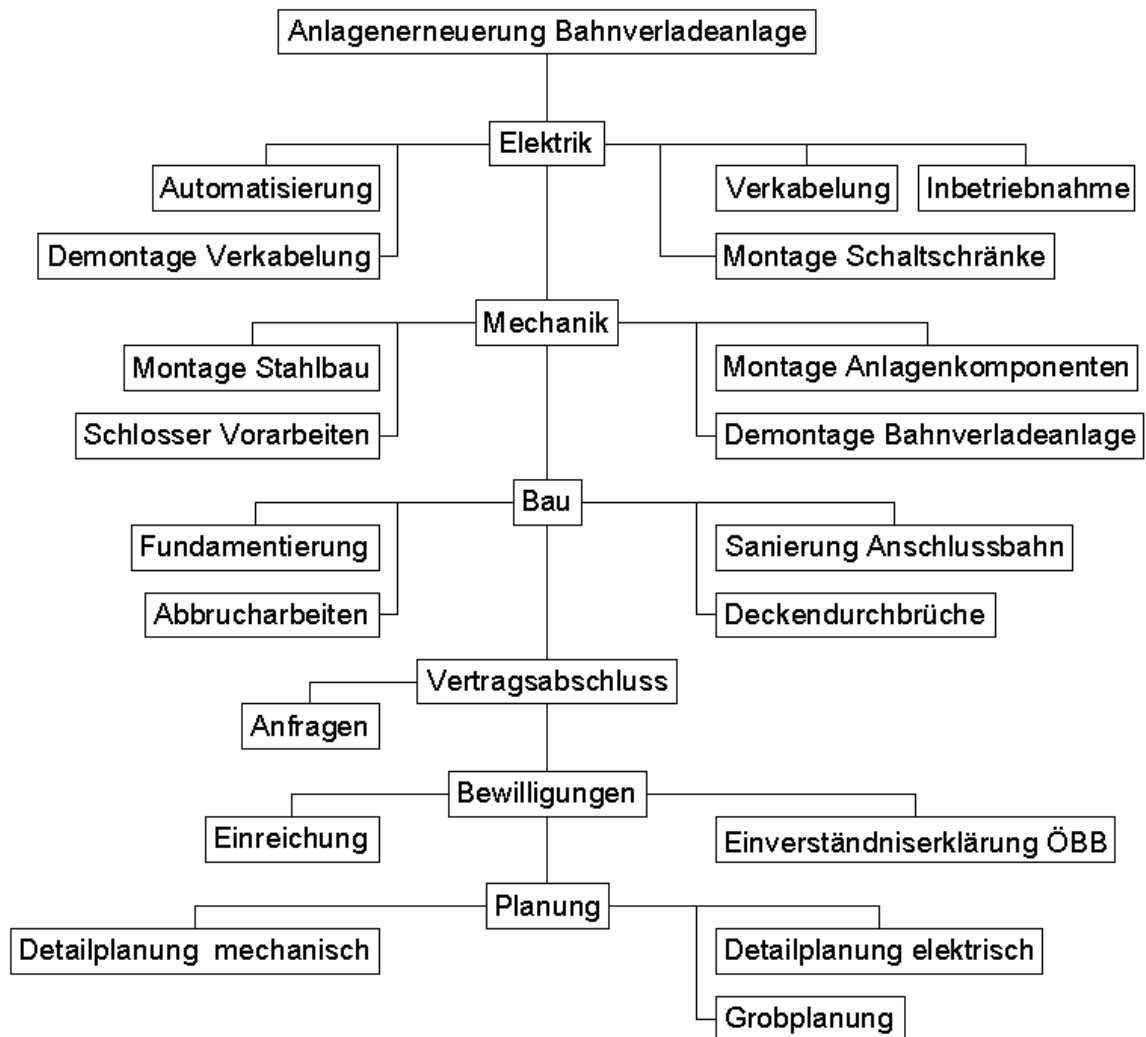 Anlagenerneuerung Bahnverladeanlage
Elektrik
Automatisierung
Verkabelung
Inbetriebnahme
Demontage Verkabelung
Montage Schaltschränke
Mechanik
Montage Stahlbau
Montage Anlagenkomponenten
Schlosser Vorarbeiten
Demontage Bahnverladeanlage
Bau
Fundamentierung
Sanierung Anschlussbahn
Abbrucharbeiten
Deckendurchbrüche
Vertragsabschluss
Anfragen
Bewilligungen
Einreichung
Einverständniserklärung ÖBB
Planung
Detailplanung mechanisch
Detailplanung elektrisch
Grobplanung